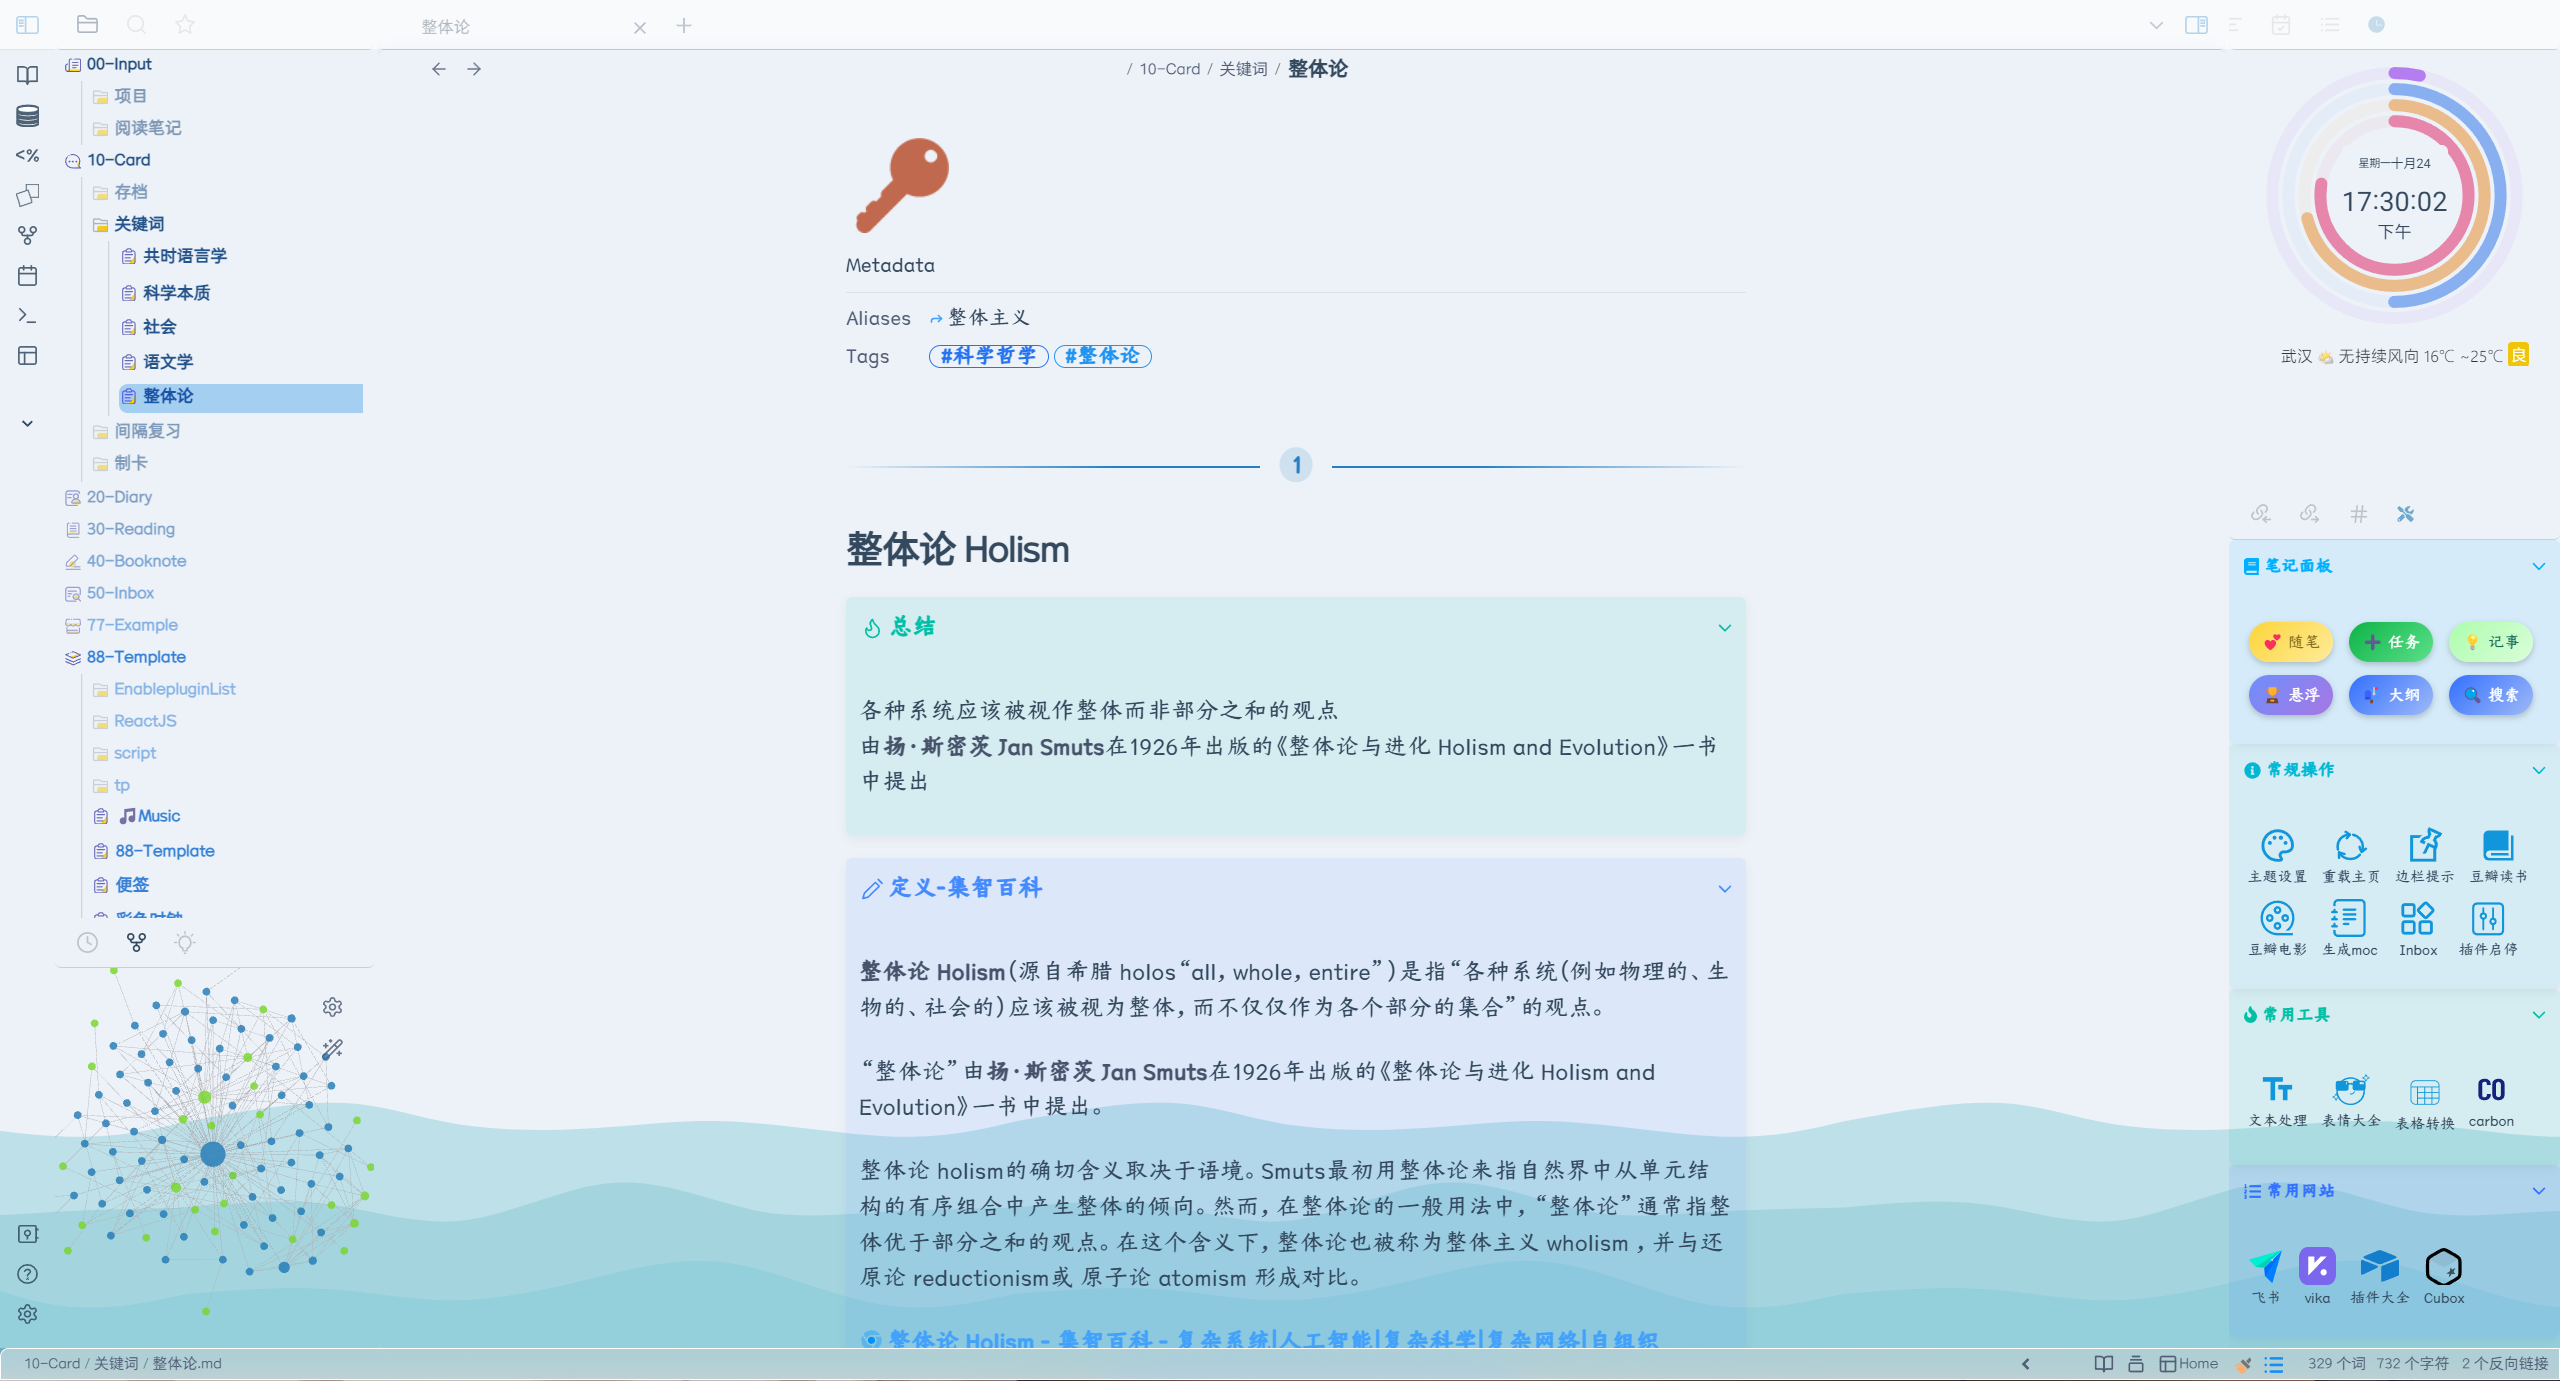 整体论
00-Input
项目
阅读笔记
10-Card
存档
关键词
共时语言学
科学本质
社会
语文学
整体论
间隔复习
制卡
20-Diary
30-Reading
40-Booknote
50-Inbox
77-Example
88-Template
EnablepluginList
ReactJS
script
tp
Music
88-Template
便签
彩色时钟
/ 10-Card / 关键词 / 整体论
Metadata
Aliases 整体主义
Tags #科学哲学 #整体论
1
整体论 Holism
总结
各种系统应该被视作整体而非部分之和的观点
由扬·斯密茨 Jan Smuts在1926年出版的《整体论与进化 Holism and Evolution》一书
中提出
定义-集智百科
整体论 Holism(源自希腊 holos“all, whole, entire”)是指“各种系统(例如物理的、生
物的、社会的)应该被视为整体,而不仅仅作为各个部分的集合”的观点。
“整体论”由扬·斯密茨 Jan Smuts在1926年出版的《整体论与进化 Holism and
Evolution》一书中提出。
整体论 holism的确切含义取决于语境。Smuts最初用整体论来指自然界中从单元结
构的有序组合中产生整体的倾向。然而,在整体论的一般用法中,“整体论”通常指整
体优于部分之和的观点。在这个含义下,整体论也被称为整体主义 wholism ,并与还
原论 reductionism或 原子论 atomism 形成对比。
整体论 Holism - 集智百科 - 复杂系统|人工智能|复杂科学|复杂网络|自组织
星期一十月24
17:30:02
下午
武汉 无持续风向 16℃ ~25℃ 良
笔记面板
随笔 任务 记事
悬浮 大纲 搜索
常规操作
主题设置 重载主页 边栏提示 豆瓣读书
豆瓣电影 生成moc Inbox 插件启停
常用工具
CO
文本处理 表情大全 表格转换 carbon
常用网站
飞书 vika 插件大全 Cubox
10-Card / 关键词 / 整体论.md
Home 329 个词 732 个字符 2 个反向链接